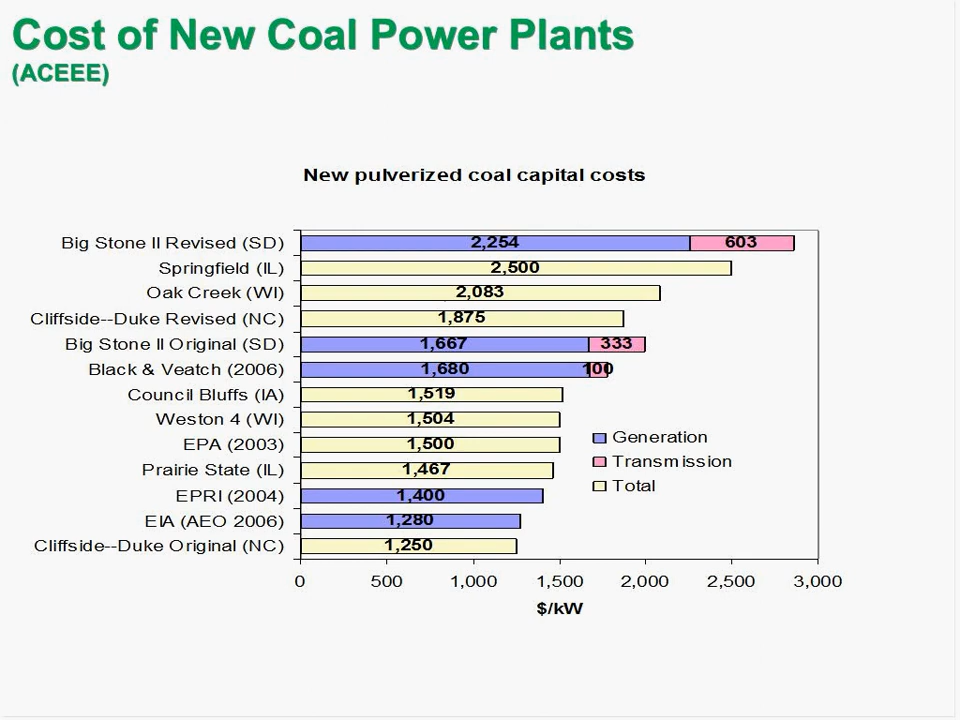 Cost of New Coal Power Plants
(ACEEE)
New pulverized coal capital costs
Big Stone II Revised (SD) 2,254 603
Springfield (IL) 2,500
Oak Creek (WI) 2,083
Cliffside--Duke Revised (NC) 1,875
Big Stone II Original (SD) 1,667 333
Black & Veatch (2006) 1,680 100
Council Bluffs (IA) 1,519
Weston 4 (WI) 1,504
EPA (2003) 1,500
Prairie State (IL) 1,467
EPRI (2004) 1,400
EIA (AEO 2006) 1,280
Cliffside--Duke Original (NC) 1,250
Generation
Transmission
Total
0 500 1,000 1,500 2,000 2,500 3,000
$/kW